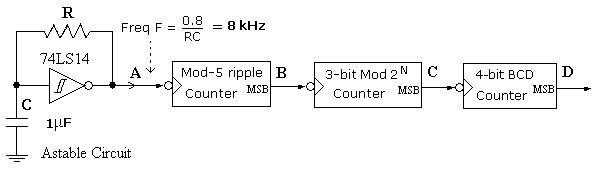 R
74LS14
C
1μF
Astable Circuit
A
Freq F = 0.8/RC = 8 kHz
Mod-5 ripple
Counter MSB
B
3-bit Mod 2^N
Counter MSB
C
4-bit BCD
Counter MSB
D